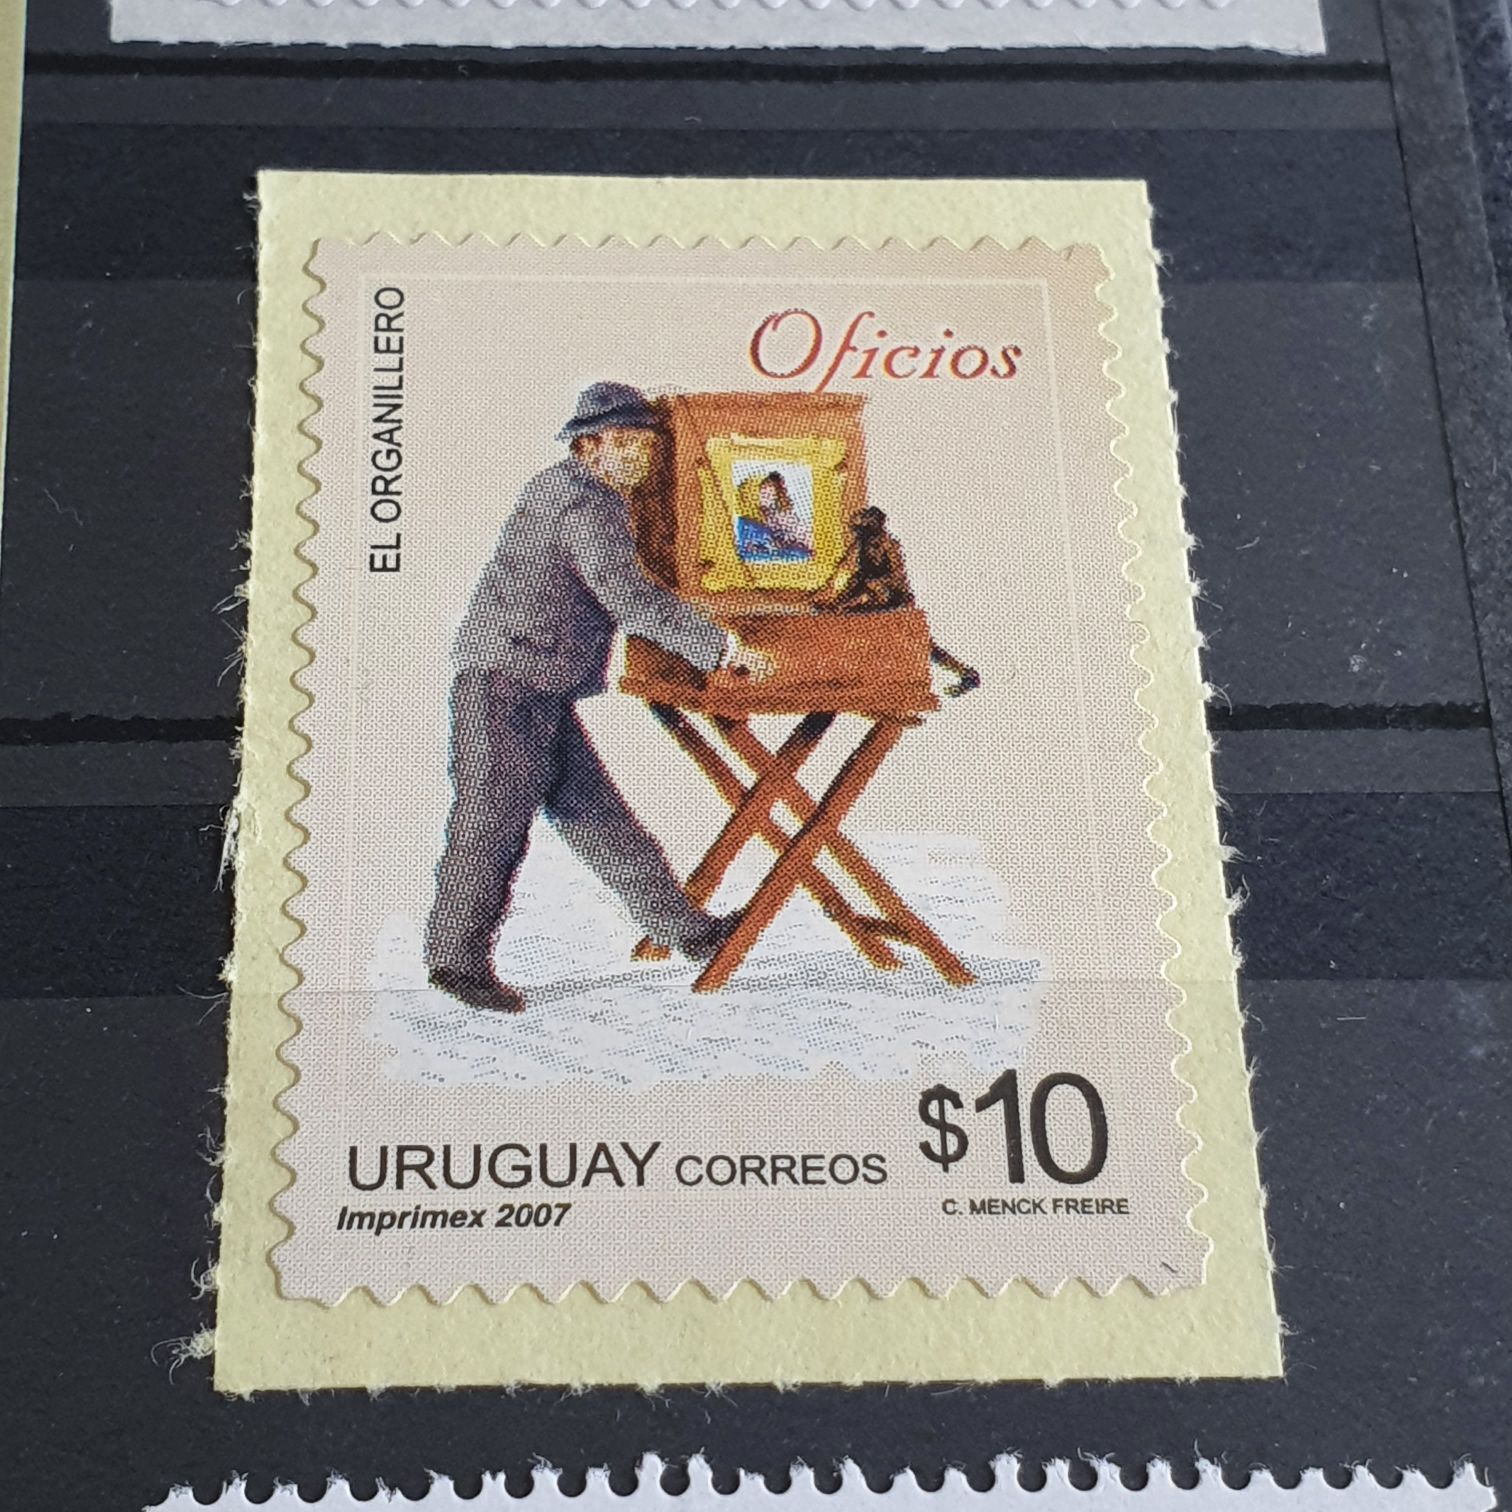 EL ORGANILLERO
Oficios
$10
URUGUAY CORREOS
Imprimex 2007
C. MENCK FREIRE